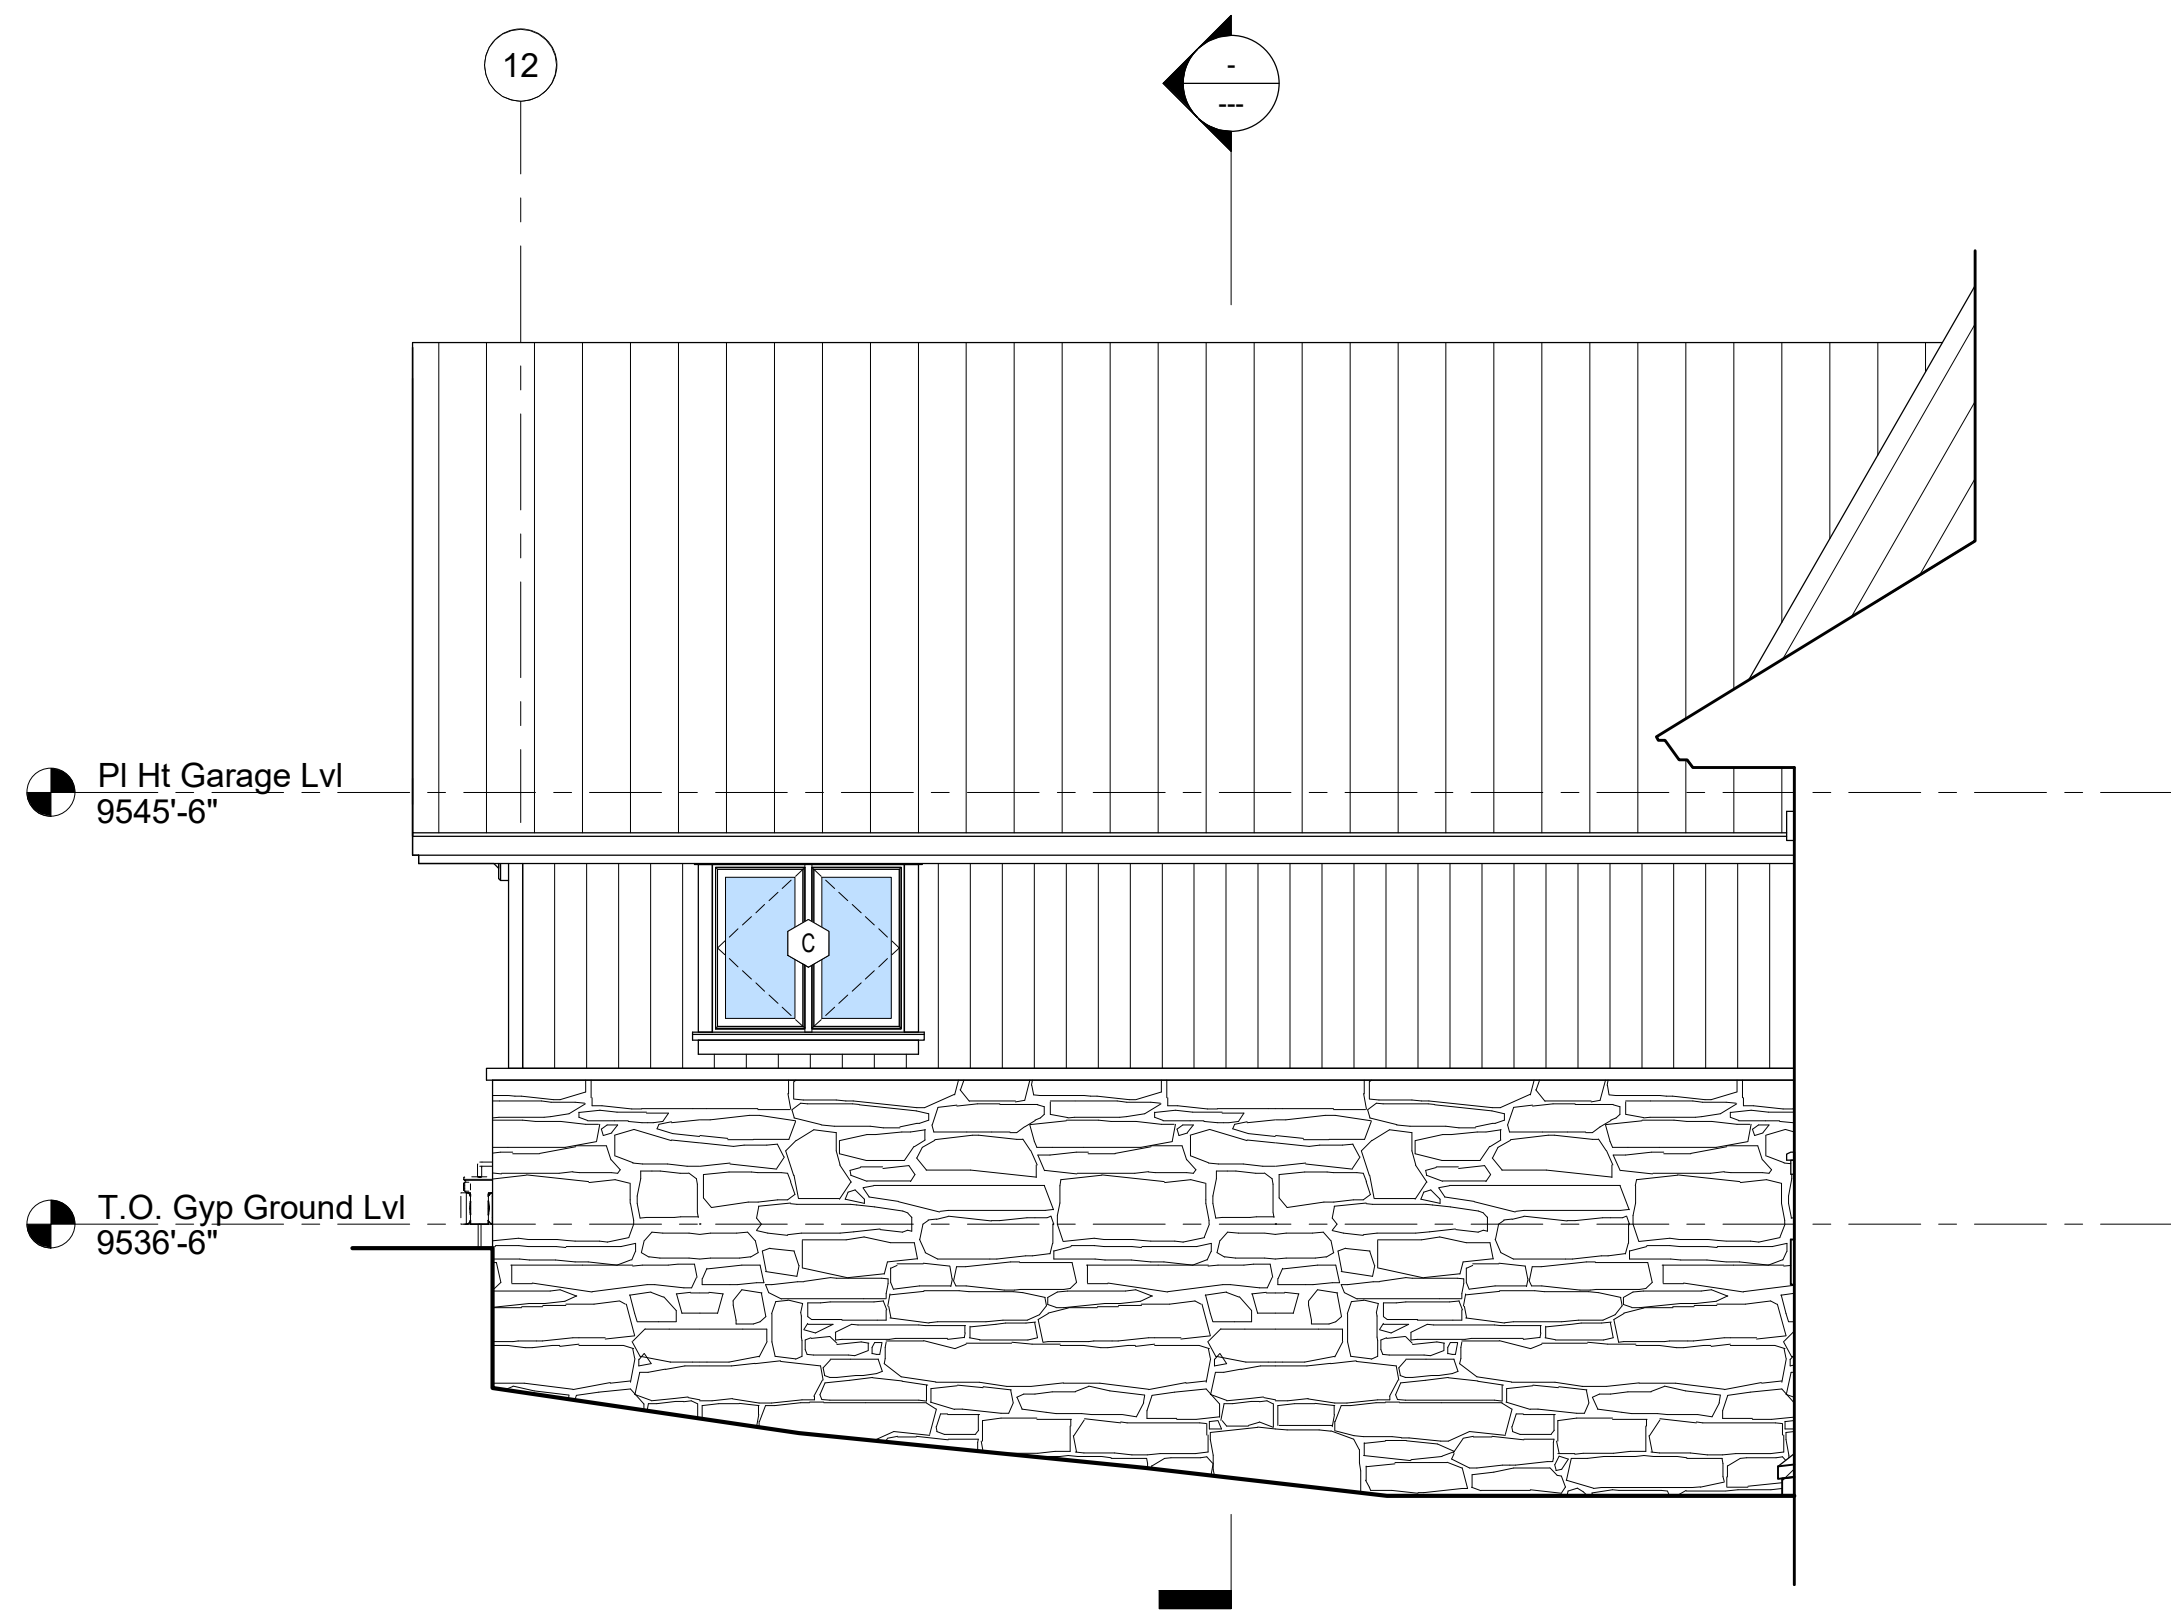 12
-
---
Pl Ht Garage Lvl
9545'-6"
C
T.O. Gyp Ground Lvl
9536'-6"